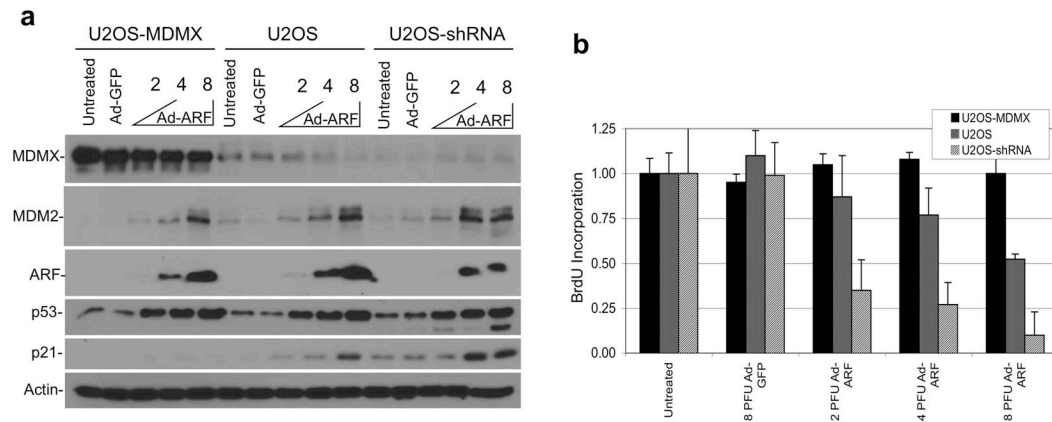 a
U2OS-MDMX U2OS U2OS-shRNA
Untreated Ad-GFP 2 4 8 Untreated Ad-GFP 2 4 8 Untreated Ad-GFP 2 4 8
Ad-ARF Ad-ARF Ad-ARF
MDMX-
MDM2-
ARF-
p53-
p21-
Actin-
b
U2OS-MDMX
U2OS
U2OS-shRNA
BrdU Incorporation
1.25
1.00
0.75
0.50
0.25
0.00
Untreated
8 PFU Ad-
GFP
2 PFU Ad-
ARF
4 PFU Ad-
ARF
8 PFU Ad-
ARF